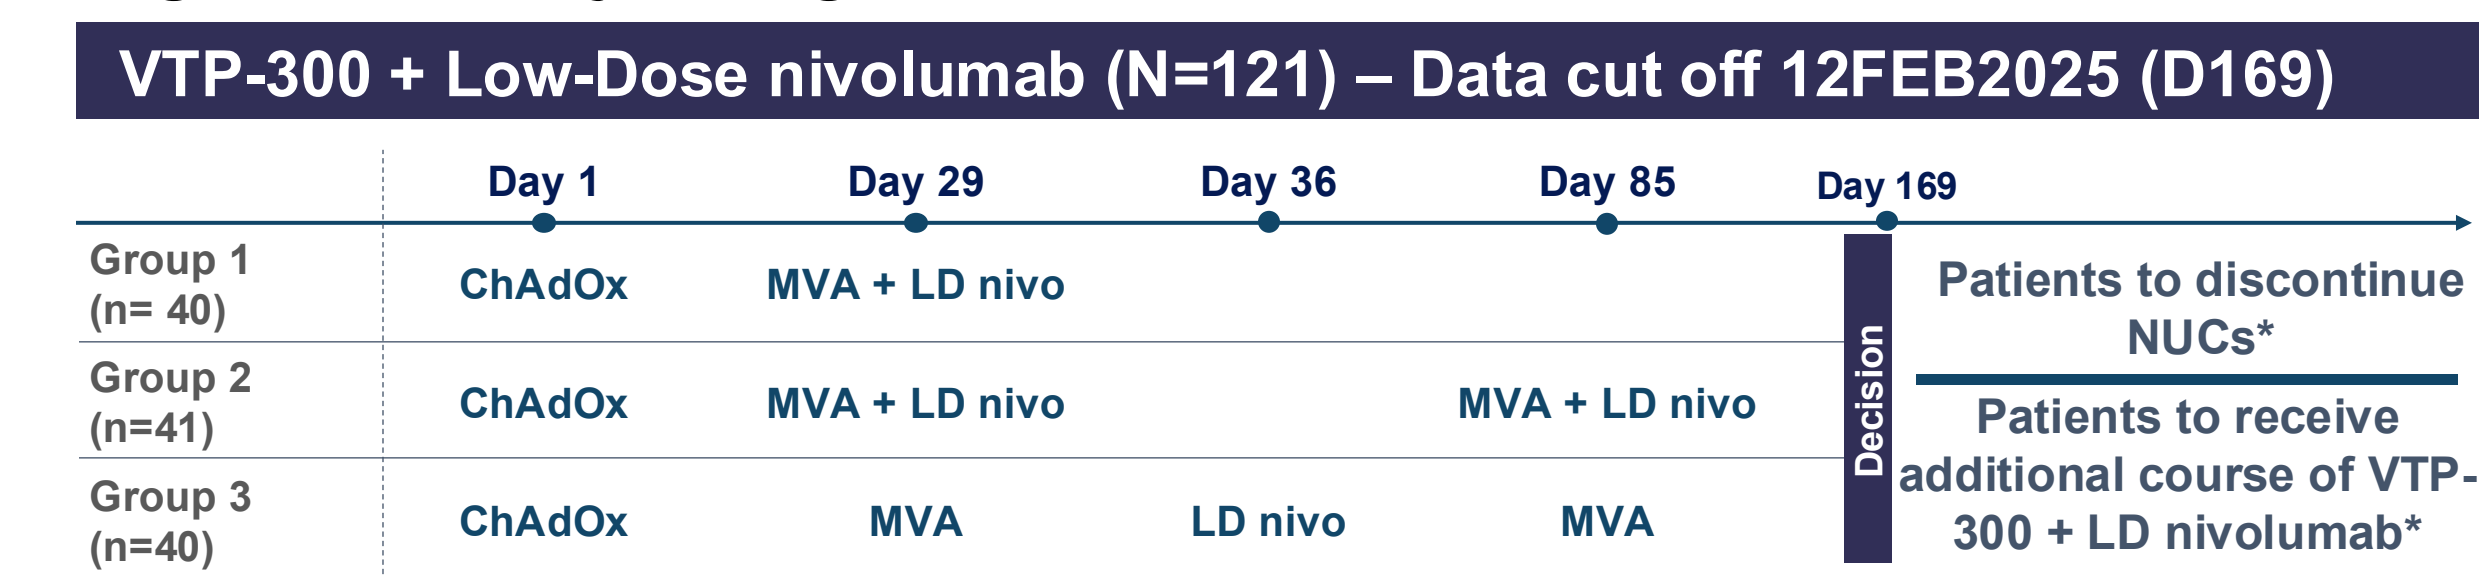 VTP-300 + Low-Dose nivolumab (N=121) – Data cut off 12FEB2025 (D169)
Day 1
Day 29
Day 36
Day 85
Day 169
Group 1
(n= 40)
ChAdOx
MVA + LD nivo
Group 2
(n=41)
ChAdOx
MVA + LD nivo
MVA + LD nivo
Group 3
(n=40)
ChAdOx
MVA
LD nivo
MVA
Decision
Patients to discontinue
NUCs*
Patients to receive
additional course of VTP-
300 + LD nivolumab*